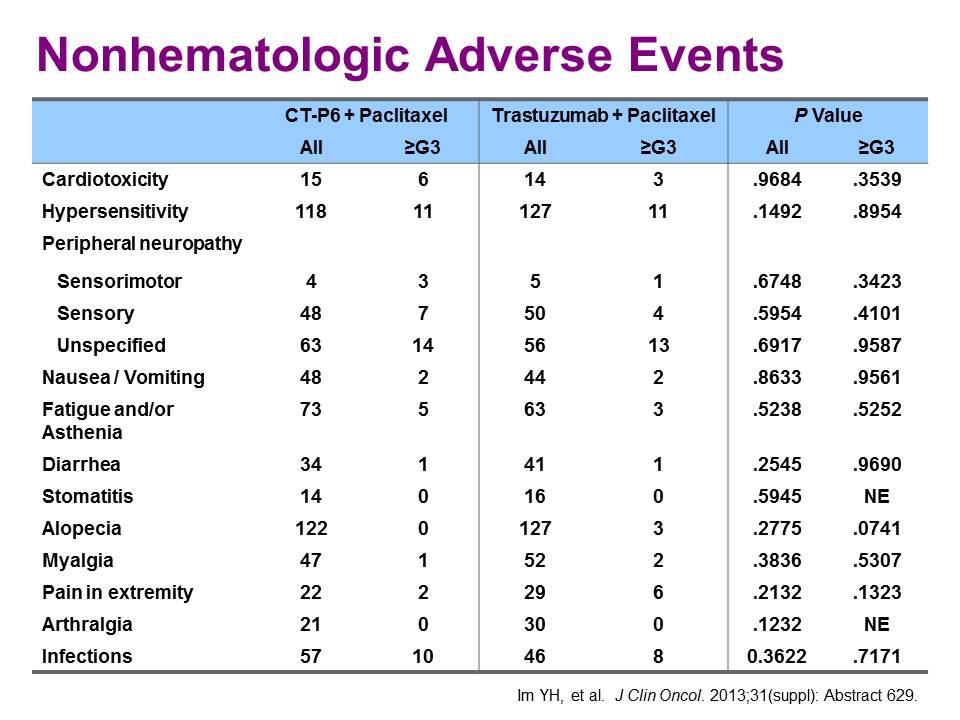 Nonhematologic Adverse Events
CT-P6 + Paclitaxel Trastuzumab + Paclitaxel P Value
All ≥G3 All ≥G3 All ≥G3
Cardiotoxicity 15 6 14 3 .9684 .3539
Hypersensitivity 118 11 127 11 .1492 .8954
Peripheral neuropathy
Sensorimotor 4 3 5 1 .6748 .3423
Sensory 48 7 50 4 .5954 .4101
Unspecified 63 14 56 13 .6917 .9587
Nausea / Vomiting 48 2 44 2 .8633 .9561
Fatigue and/or 73 5 63 3 .5238 .5252
Asthenia
Diarrhea 34 1 41 1 .2545 .9690
Stomatitis 14 0 16 0 .5945 NE
Alopecia 122 0 127 3 .2775 .0741
Myalgia 47 1 52 2 .3836 .5307
Pain in extremity 22 2 29 6 .2132 .1323
Arthralgia 21 0 30 0 .1232 NE
Infections 57 10 46 8 0.3622 .7171
Im YH, et al. J Clin Oncol. 2013;31(suppl): Abstract 629.